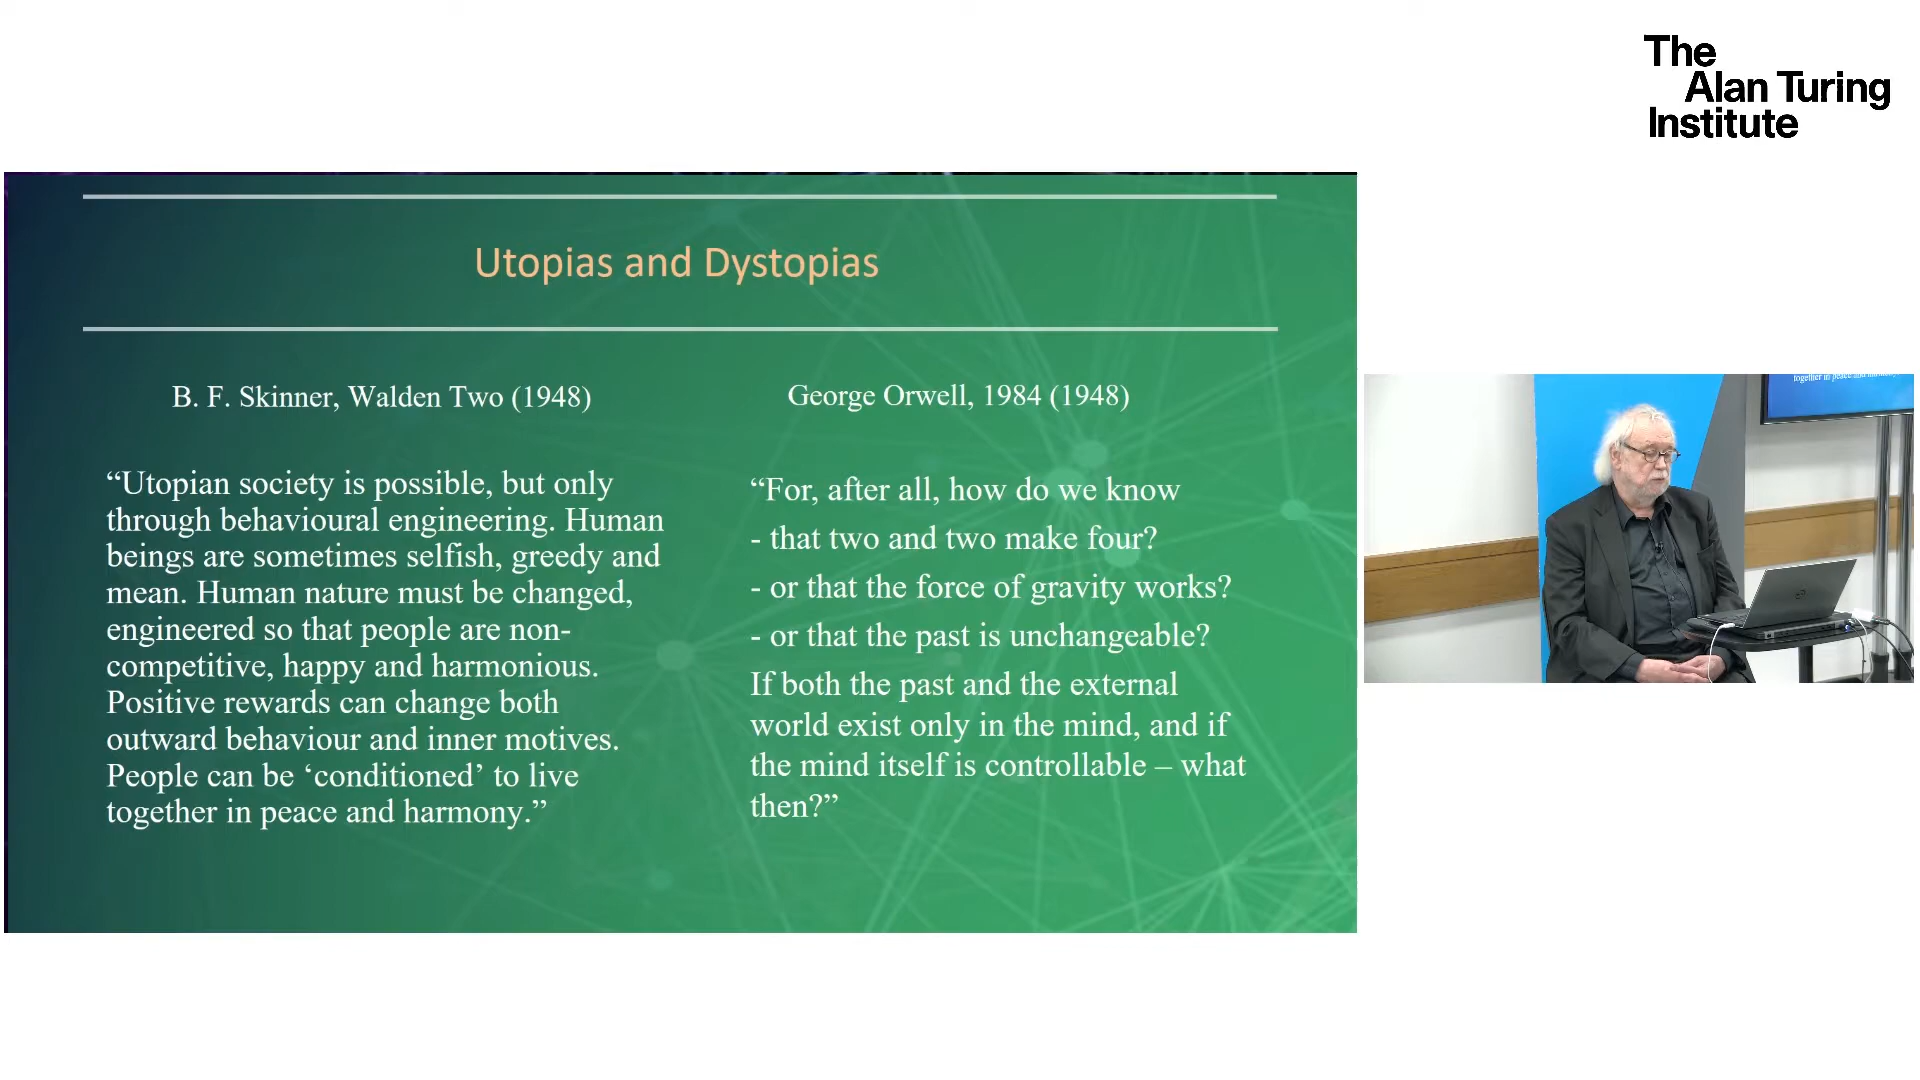 The
Alan Turing
Institute
Utopias and Dystopias
B. F. Skinner, Walden Two (1948)
“Utopian society is possible, but only
through behavioural engineering. Human
beings are sometimes selfish, greedy and
mean. Human nature must be changed,
engineered so that people are non-
competitive, happy and harmonious.
Positive rewards can change both
outward behaviour and inner motives.
People can be ‘conditioned’ to live
together in peace and harmony.”
George Orwell, 1984 (1948)
“For, after all, how do we know
- that two and two make four?
- or that the force of gravity works?
- or that the past is unchangeable?
If both the past and the external
world exist only in the mind, and if
the mind itself is controllable – what
then?”
together in peace and harmony.